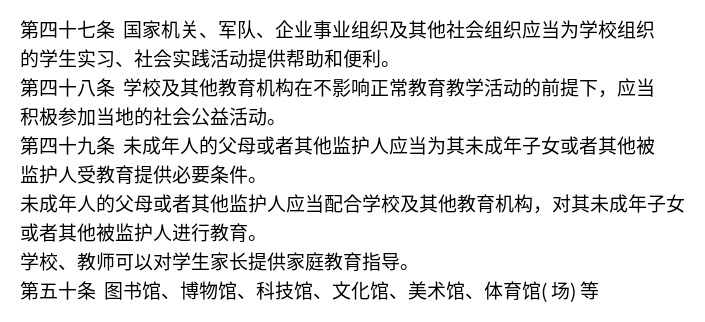 第四十七条 国家机关、军队、企业事业组织及其他社会组织应当为学校组织
的学生实习、社会实践活动提供帮助和便利。
第四十八条 学校及其他教育机构在不影响正常教育教学活动的前提下，应当
积极参加当地的社会公益活动。
第四十九条 未成年人的父母或者其他监护人应当为其未成年子女或者其他被
监护人受教育提供必要条件。
未成年人的父母或者其他监护人应当配合学校及其他教育机构，对其未成年子女
或者其他被监护人进行教育。
学校、教师可以对学生家长提供家庭教育指导。
第五十条 图书馆、博物馆、科技馆、文化馆、美术馆、体育馆( 场) 等